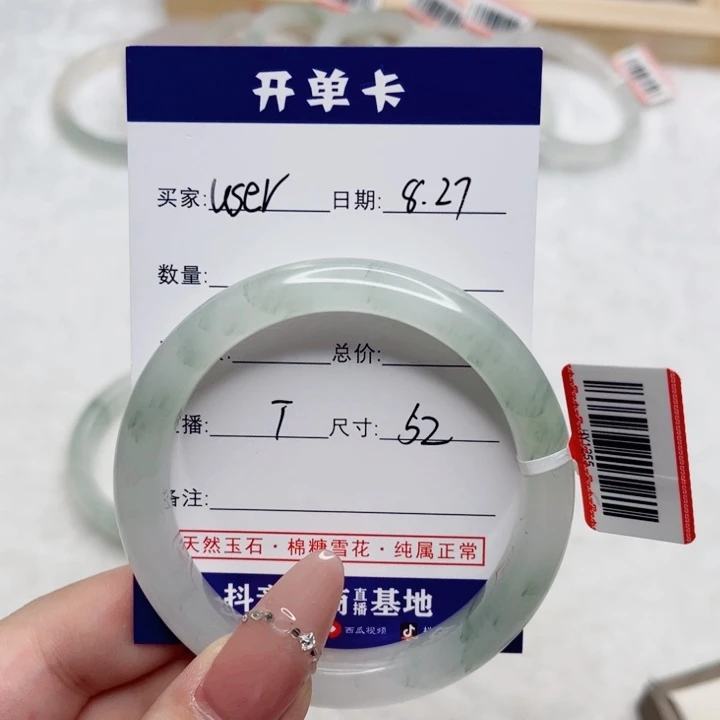 开单卡
买家: user 日期: 8.27
数量:
总价:
播: T 尺寸: 52
备注:
天然玉石·棉糖雪花·纯属正常
抖 直播基地
西瓜视频